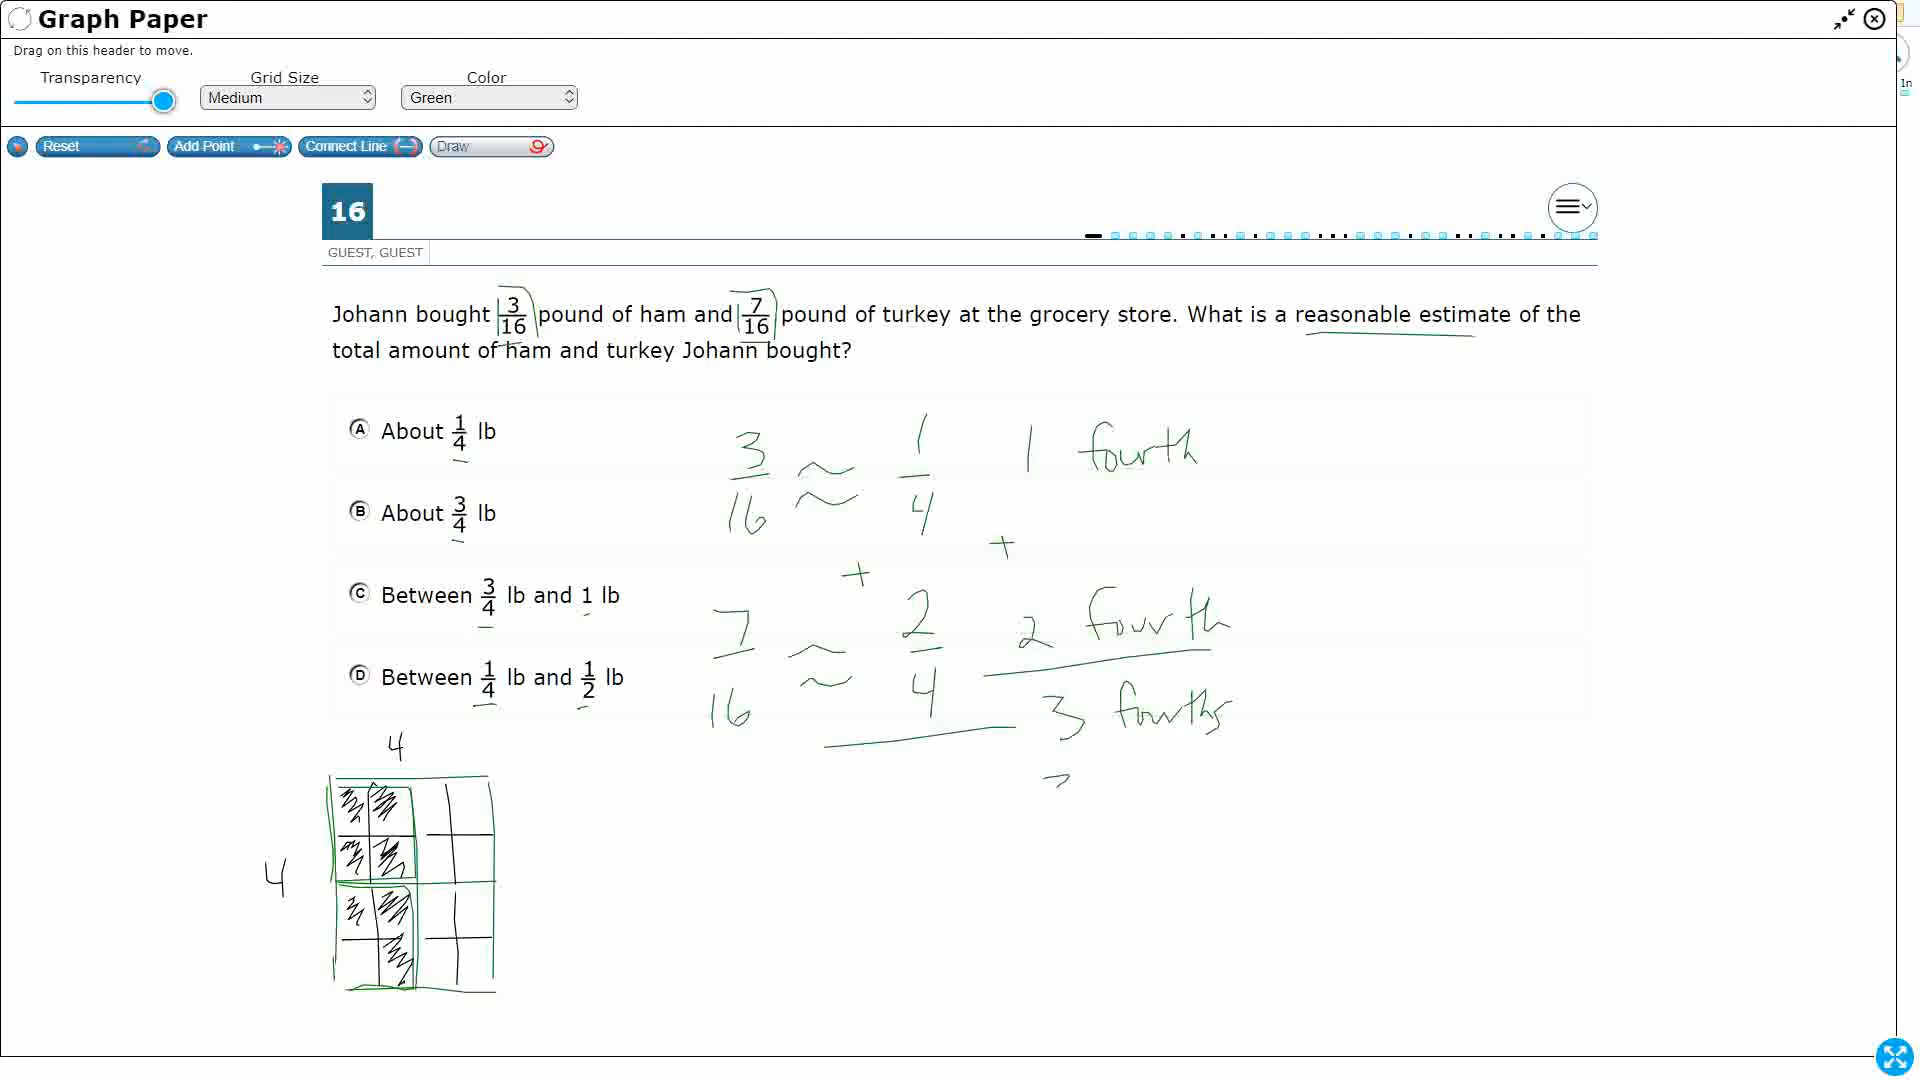 Graph Paper
Drag on this header to move.
Transparency Grid Size Color
Medium Green
Reset Add Point Connect Line Draw
16
GUEST, GUEST
Johann bought 3/16 pound of ham and 7/16 pound of turkey at the grocery store. What is a reasonable estimate of the
total amount of ham and turkey Johann bought?
A About 1/4 lb
B About 3/4 lb
C Between 3/4 lb and 1 lb
D Between 1/4 lb and 1/2 lb
3/16 ≈ 1/4 1 fourth
+ +
7/16 ≈ 2/4 2 fourth
3 fourths
4
4